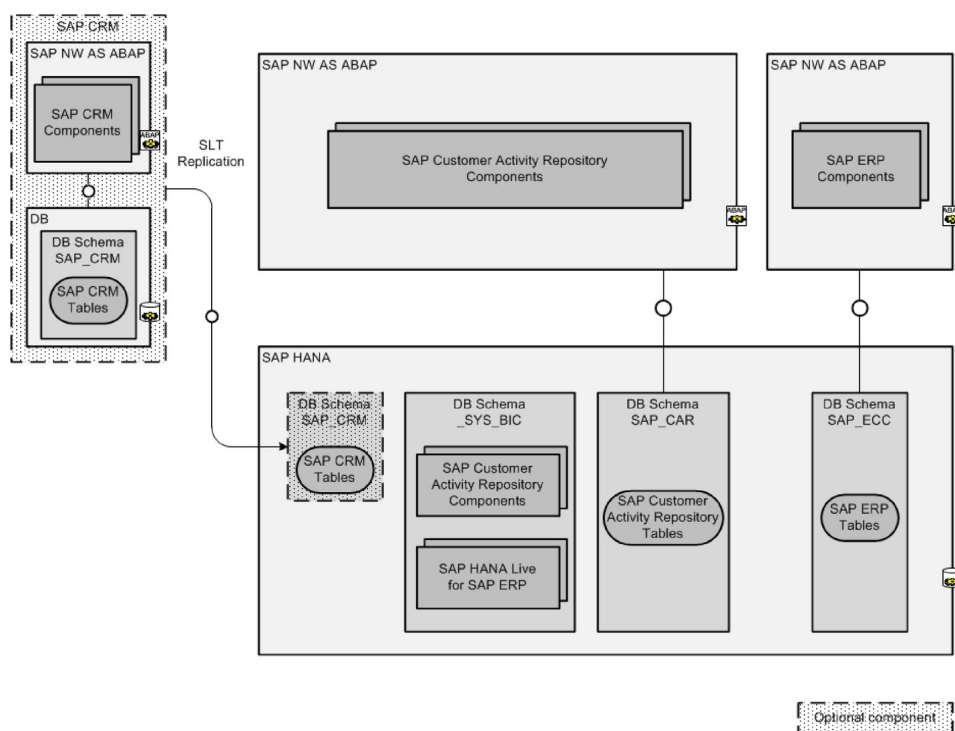 SAP CRM
SAP NW AS ABAP
SAP CRM
Components
ABAP
DB
DB Schema
SAP_CRM
SAP CRM
Tables
SLT
Replication
SAP NW AS ABAP
SAP Customer Activity Repository
Components
ABAP
SAP NW AS ABAP
SAP ERP
Components
ABAP
SAP HANA
DB Schema
SAP_CRM
SAP CRM
Tables
DB Schema
_SYS_BIC
SAP Customer
Activity Repository
Components
SAP HANA Live
for SAP ERP
DB Schema
SAP_CAR
SAP Customer
Activity Repository
Tables
DB Schema
SAP_ECC
SAP ERP
Tables
Optional component